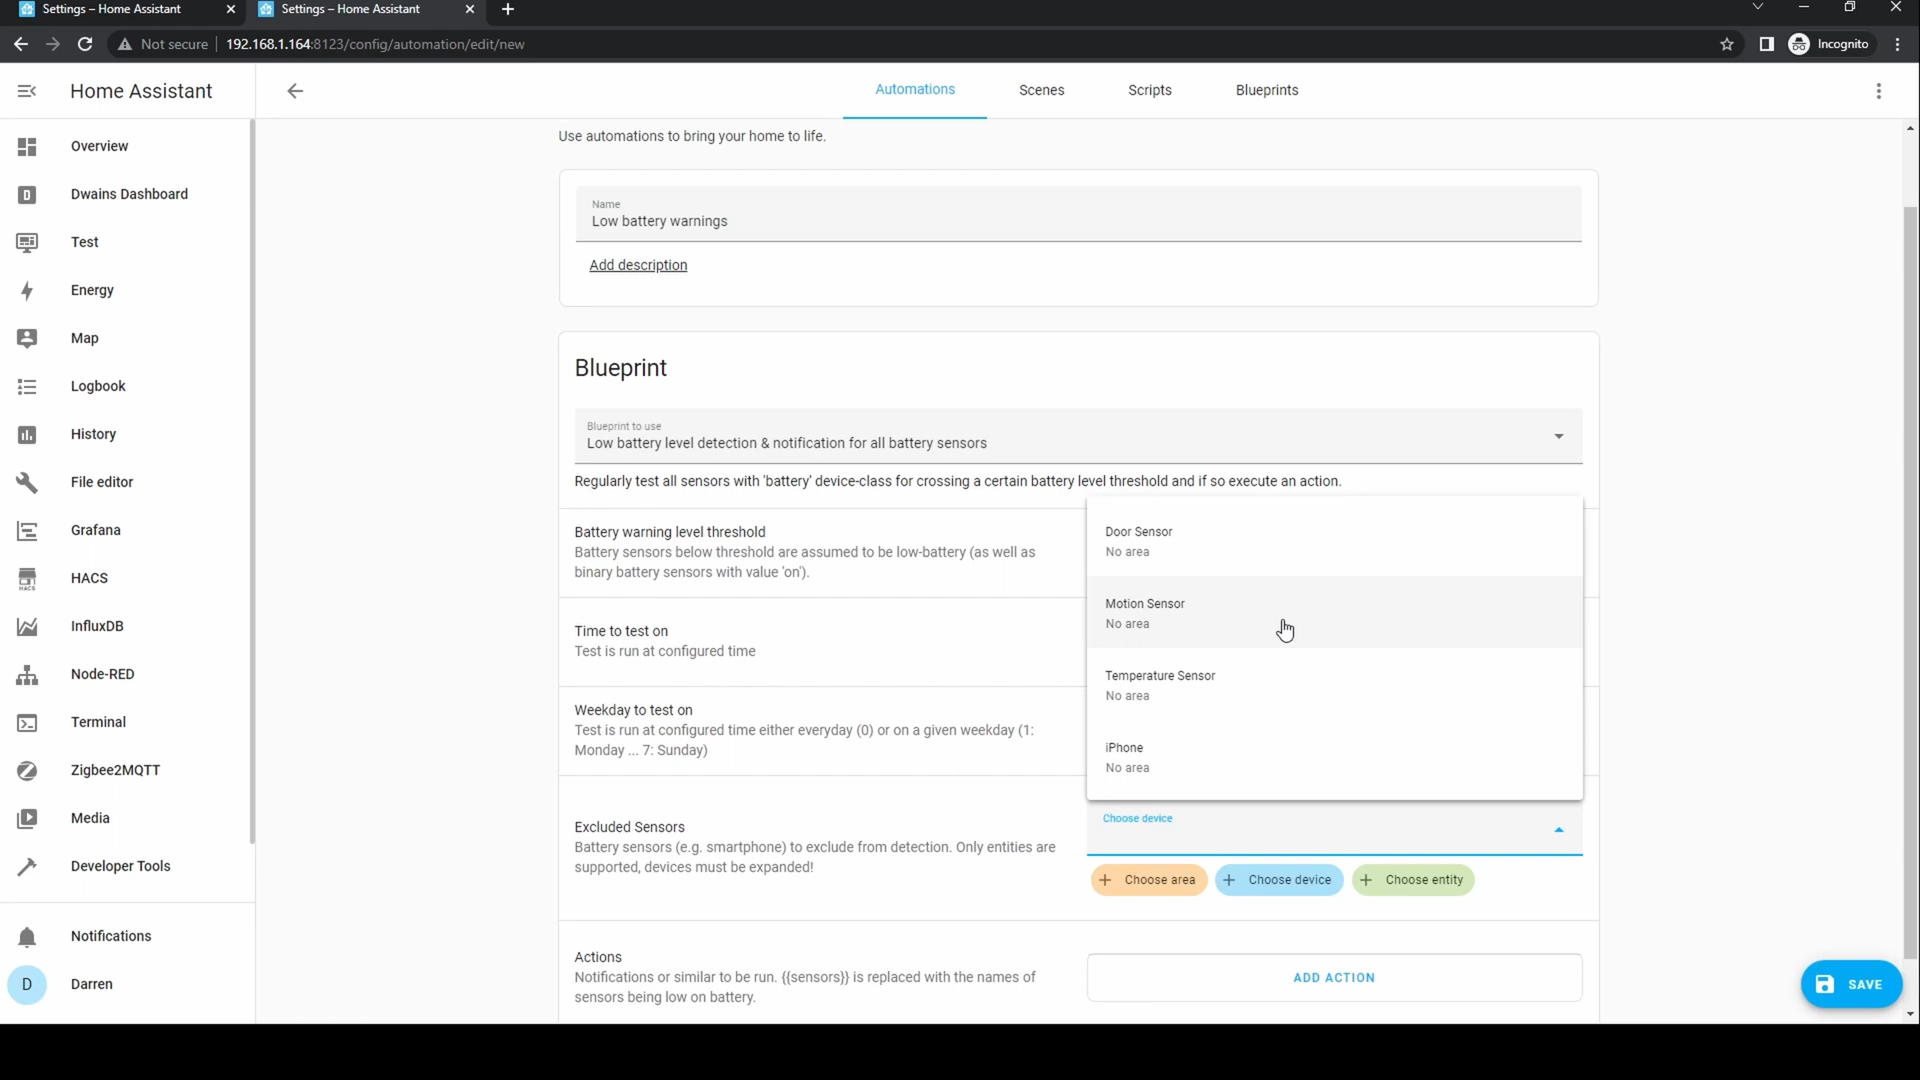 Settings – Home Assistant
Settings – Home Assistant
Not secure
192.168.1.164:8123/config/automation/edit/new
Incognito
Home Assistant
Automations
Scenes
Scripts
Blueprints
Overview
D
Dwains Dashboard
Test
Energy
Map
Logbook
History
File editor
Grafana
HACS
HACS
InfluxDB
Node-RED
Terminal
Zigbee2MQTT
Media
Developer Tools
Notifications
D
Darren
Use automations to bring your home to life.
Name
Low battery warnings
Add description
Blueprint
Blueprint to use
Low battery level detection & notification for all battery sensors
Regularly test all sensors with 'battery' device-class for crossing a certain battery level threshold and if so execute an action.
Battery warning level threshold
Battery sensors below threshold are assumed to be low-battery (as well as
binary battery sensors with value 'on').
Time to test on
Test is run at configured time
Weekday to test on
Test is run at configured time either everyday (0) or on a given weekday (1:
Monday ... 7: Sunday)
Door Sensor
No area
Motion Sensor
No area
Temperature Sensor
No area
iPhone
No area
Excluded Sensors
Battery sensors (e.g. smartphone) to exclude from detection. Only entities are
supported, devices must be expanded!
Choose device
Choose area
Choose device
Choose entity
Actions
Notifications or similar to be run. {{sensors}} is replaced with the names of
sensors being low on battery.
ADD ACTION
SAVE